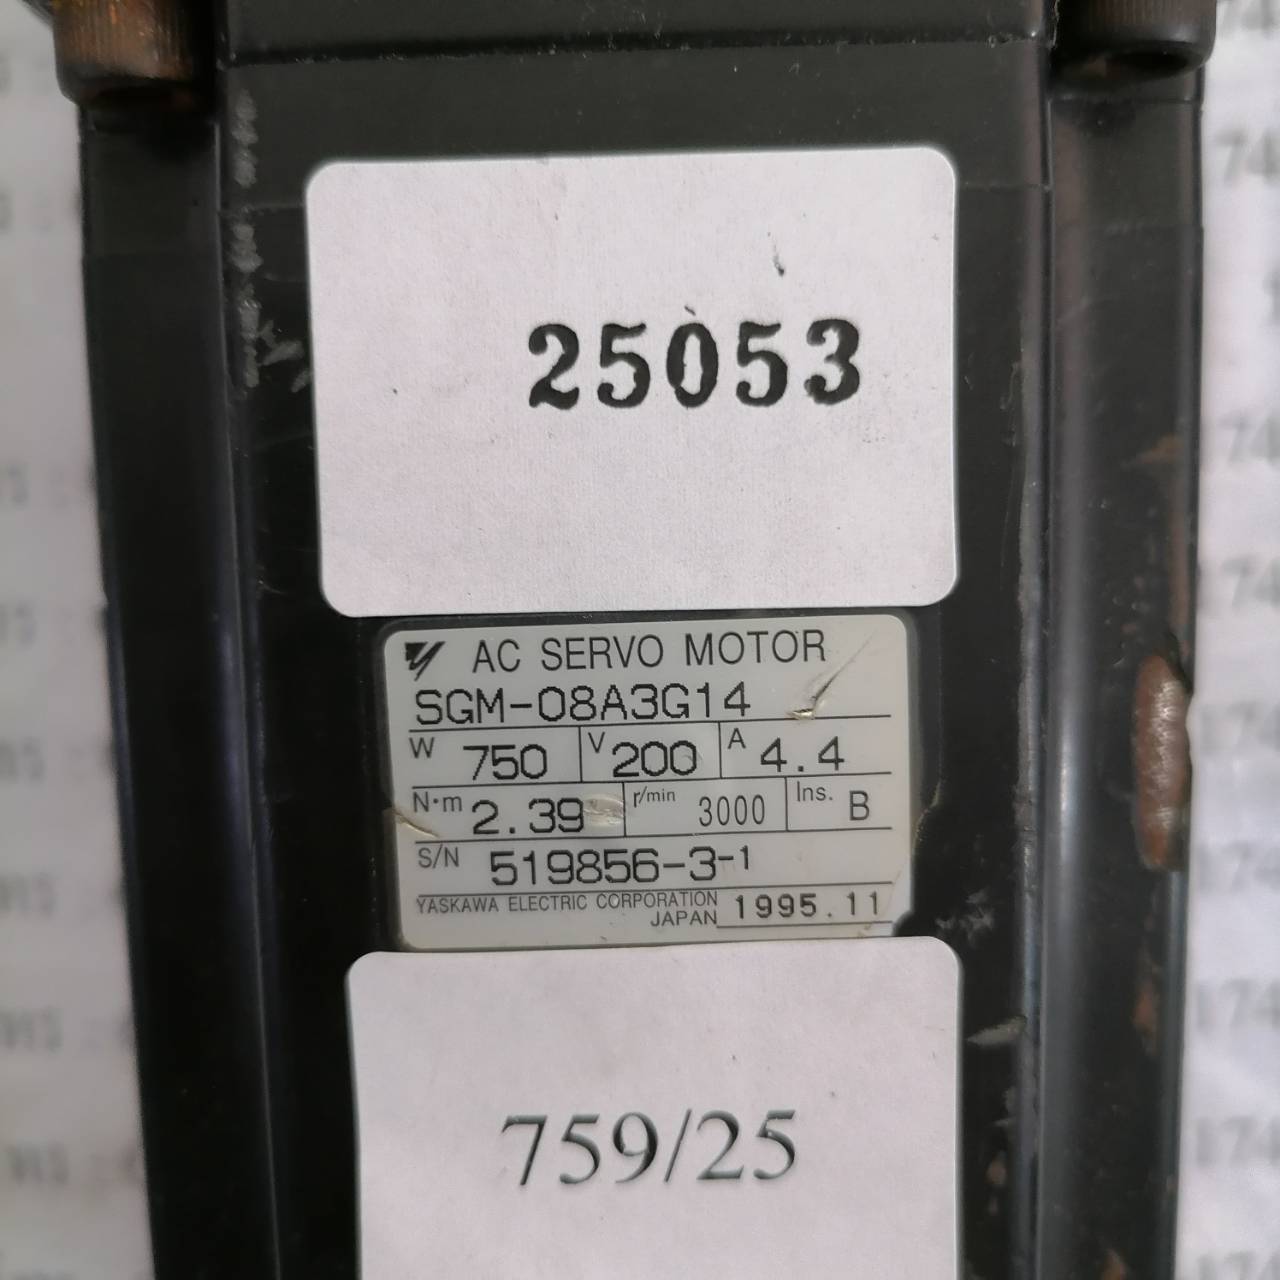 25053
AC SERVO MOTOR
SGM-08A3G14
W 750 V 200 A 4.4
N·m 2.39 r/min 3000 Ins. B
S/N 519856-3-1
YASKAWA ELECTRIC CORPORATION
JAPAN 1995.11
759/25